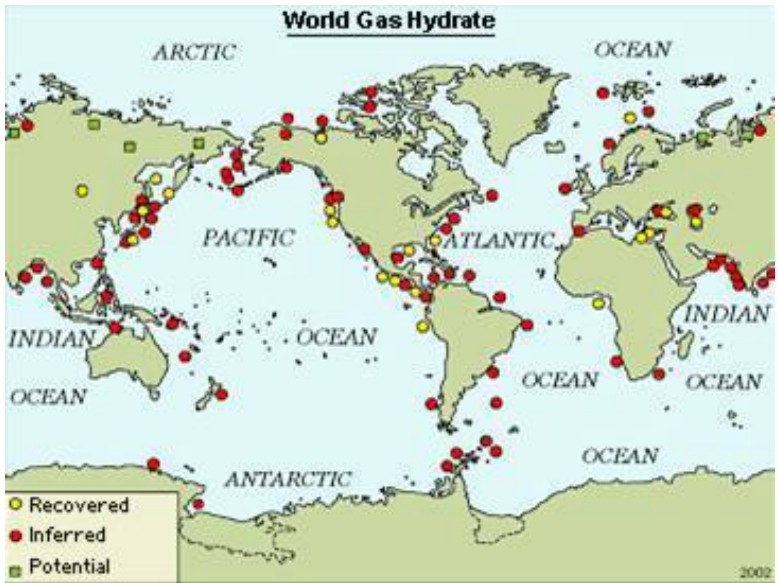 World Gas Hydrate
ARCTIC
OCEAN
PACIFIC
ATLANTIC
INDIAN
OCEAN
INDIAN
OCEAN
OCEAN
OCEAN
OCEAN
ANTARCTIC
Recovered
Inferred
Potential
2002